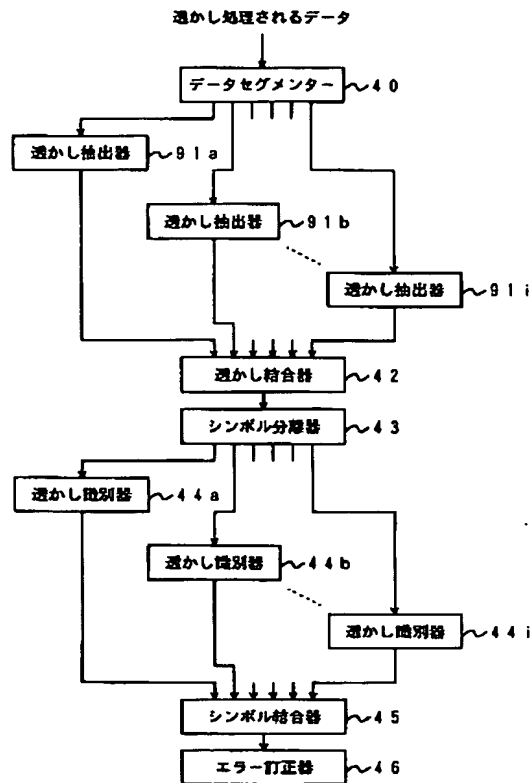 透かし処理されるデータ
データセグメンター 40
透かし抽出器 91a
透かし抽出器 91b
透かし抽出器 91i
透かし結合器 42
シンボル分離器 43
透かし識別器 44a
透かし識別器 44b
透かし識別器 44i
シンボル結合器 45
エラー訂正器 46